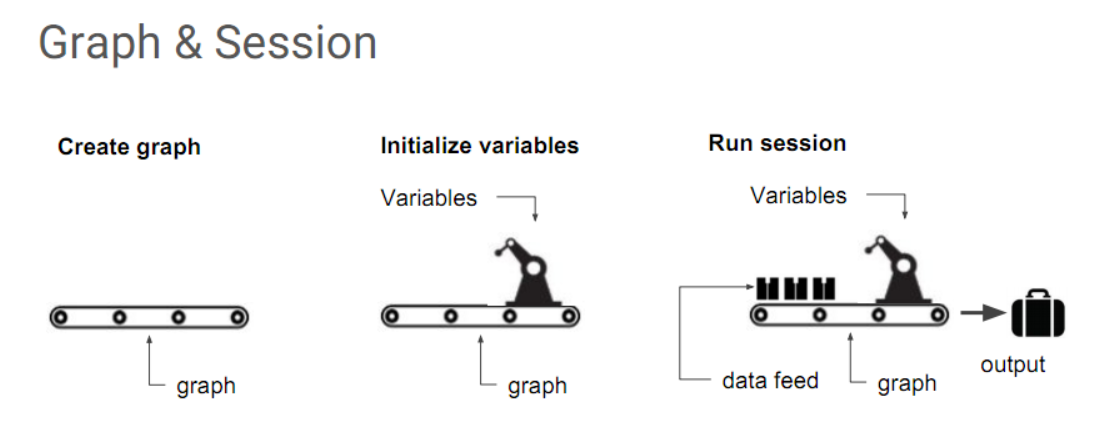 Graph & Session
Create graph
graph
Initialize variables
Variables
graph
Run session
Variables
data feed
graph
output